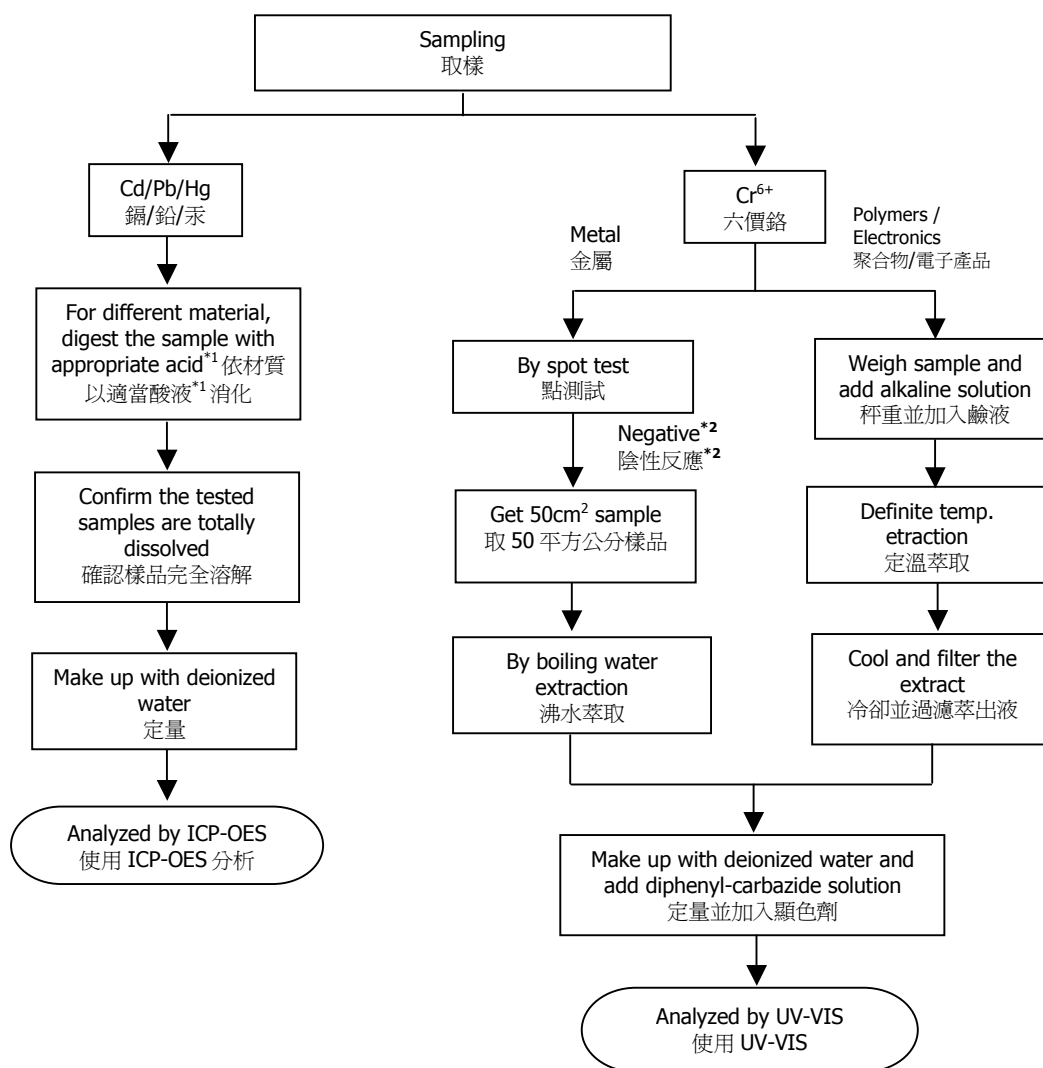 Sampling
取樣
Cd/Pb/Hg
鎘/鉛/汞
Cr⁶⁺
六價鉻
Metal
金屬
Polymers /
Electronics
聚合物/電子產品
For different material,
digest the sample with
appropriate acid*¹ 依材質
以適當酸液*¹ 消化
By spot test
點測試
Weigh sample and
add alkaline solution
秤重並加入鹼液
Negative*²
陰性反應*²
Confirm the tested
samples are totally
dissolved
確認樣品完全溶解
Get 50cm² sample
取 50 平方公分樣品
Definite temp.
etraction
定溫萃取
Make up with deionized
water
定量
By boiling water
extraction
沸水萃取
Cool and filter the
extract
冷卻並過濾萃出液
Analyzed by ICP-OES
使用 ICP-OES 分析
Make up with deionized water and
add diphenyl-carbazide solution
定量並加入顯色劑
Analyzed by UV-VIS
使用 UV-VIS